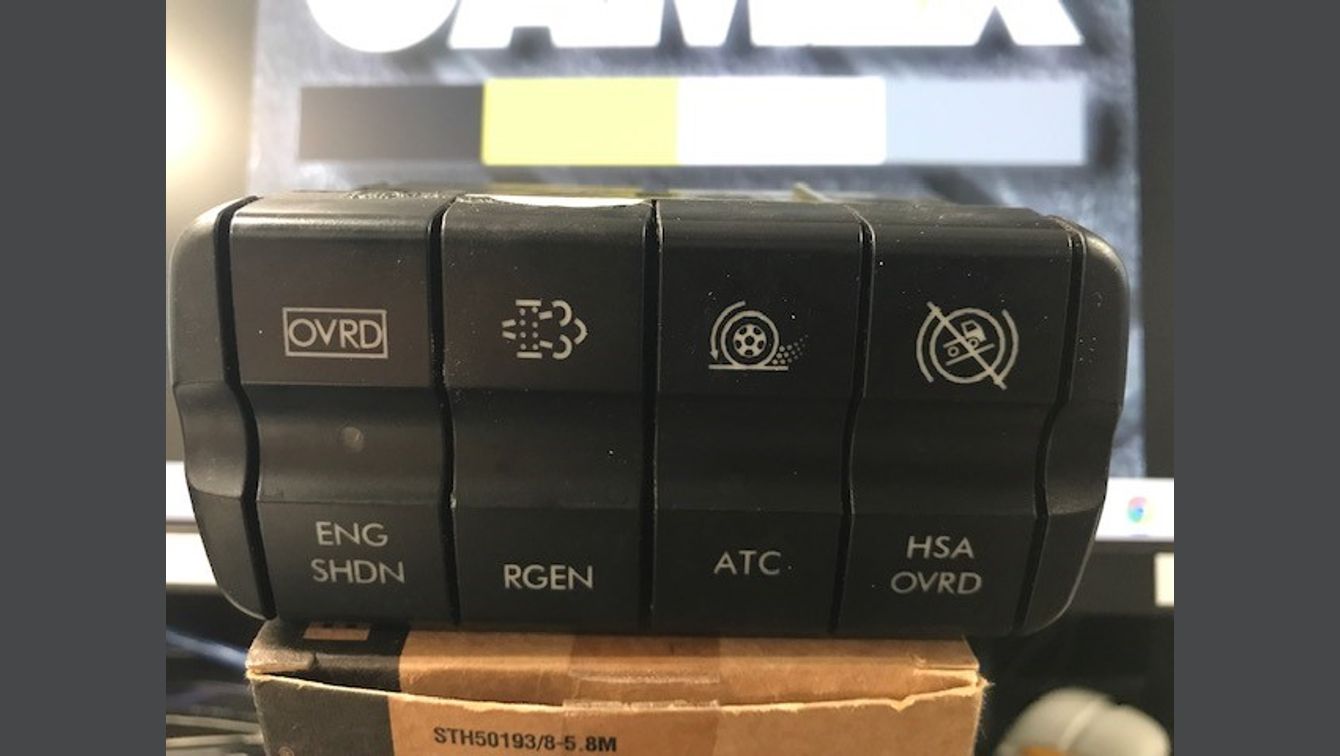 OVRD
ENG
SHDN
RGEN
ATC
HSA
OVRD
STH50193/8-5.8M